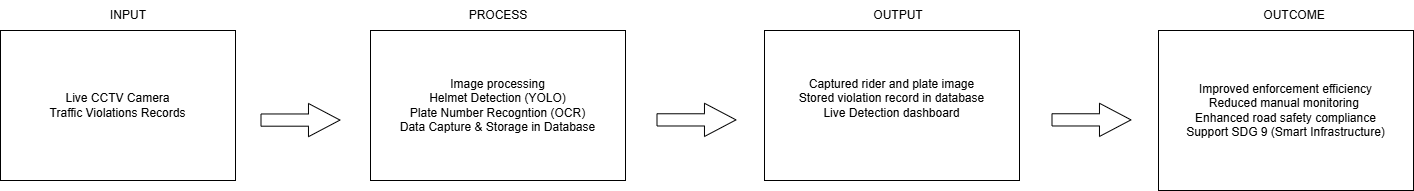 INPUT
PROCESS
OUTPUT
OUTCOME
Live CCTV Camera
Traffic Violations Records
Image processing
Helmet Detection (YOLO)
Plate Number Recogntion (OCR)
Data Capture & Storage in Database
Captured rider and plate image
Stored violation record in database
Live Detection dashboard
Improved enforcement efficiency
Reduced manual monitoring
Enhanced road safety compliance
Support SDG 9 (Smart Infrastructure)